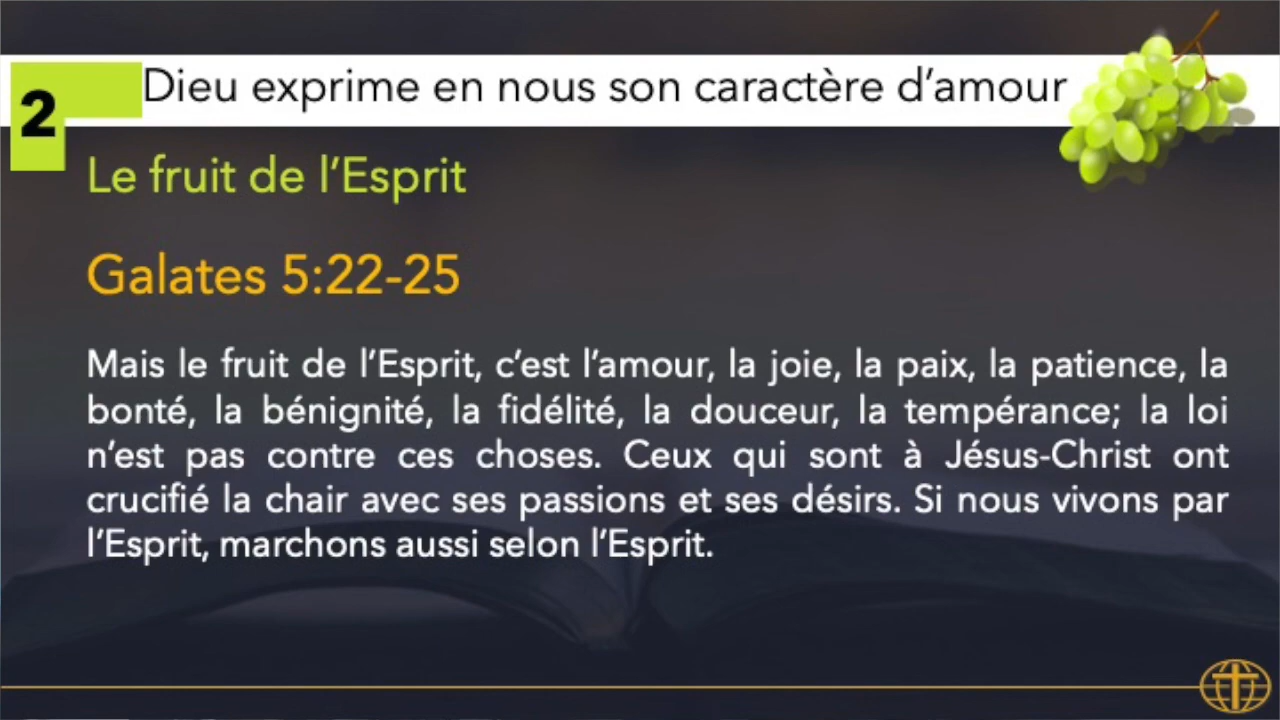 2
Dieu exprime en nous son caractère d’amour
Le fruit de l’Esprit
Galates 5:22-25
Mais le fruit de l’Esprit, c’est l’amour, la joie, la paix, la patience, la
bonté, la bénignité, la fidélité, la douceur, la tempérance; la loi
n’est pas contre ces choses. Ceux qui sont à Jésus-Christ ont
crucifié la chair avec ses passions et ses désirs. Si nous vivons par
l’Esprit, marchons aussi selon l’Esprit.